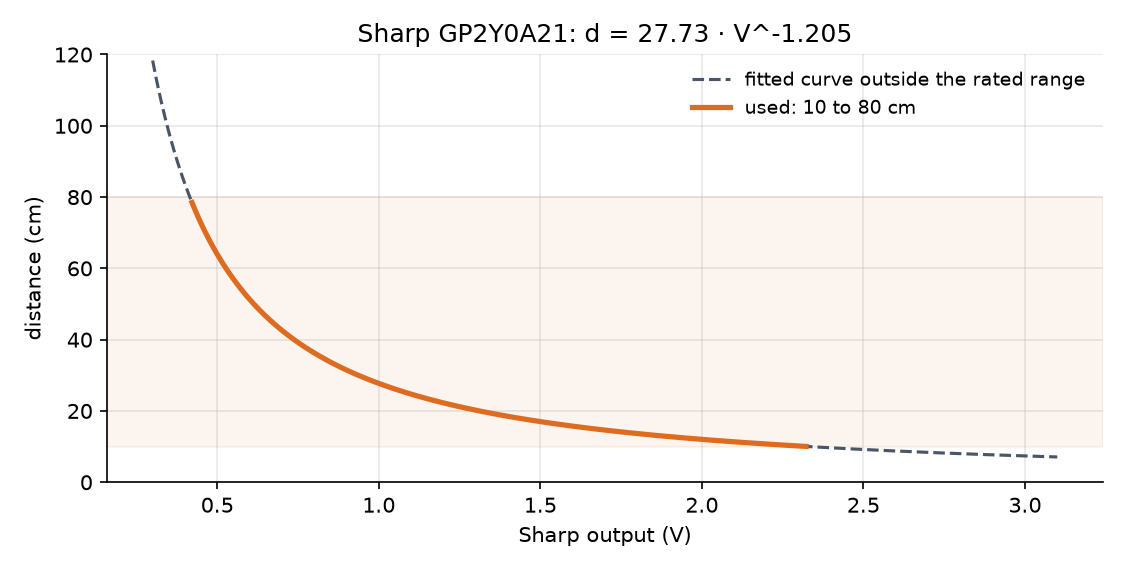 Sharp GP2Y0A21: d = 27.73 · V^-1.205
fitted curve outside the rated range
used: 10 to 80 cm
distance (cm)
120
100
80
60
40
20
0
0.5 1.0 1.5 2.0 2.5 3.0
Sharp output (V)